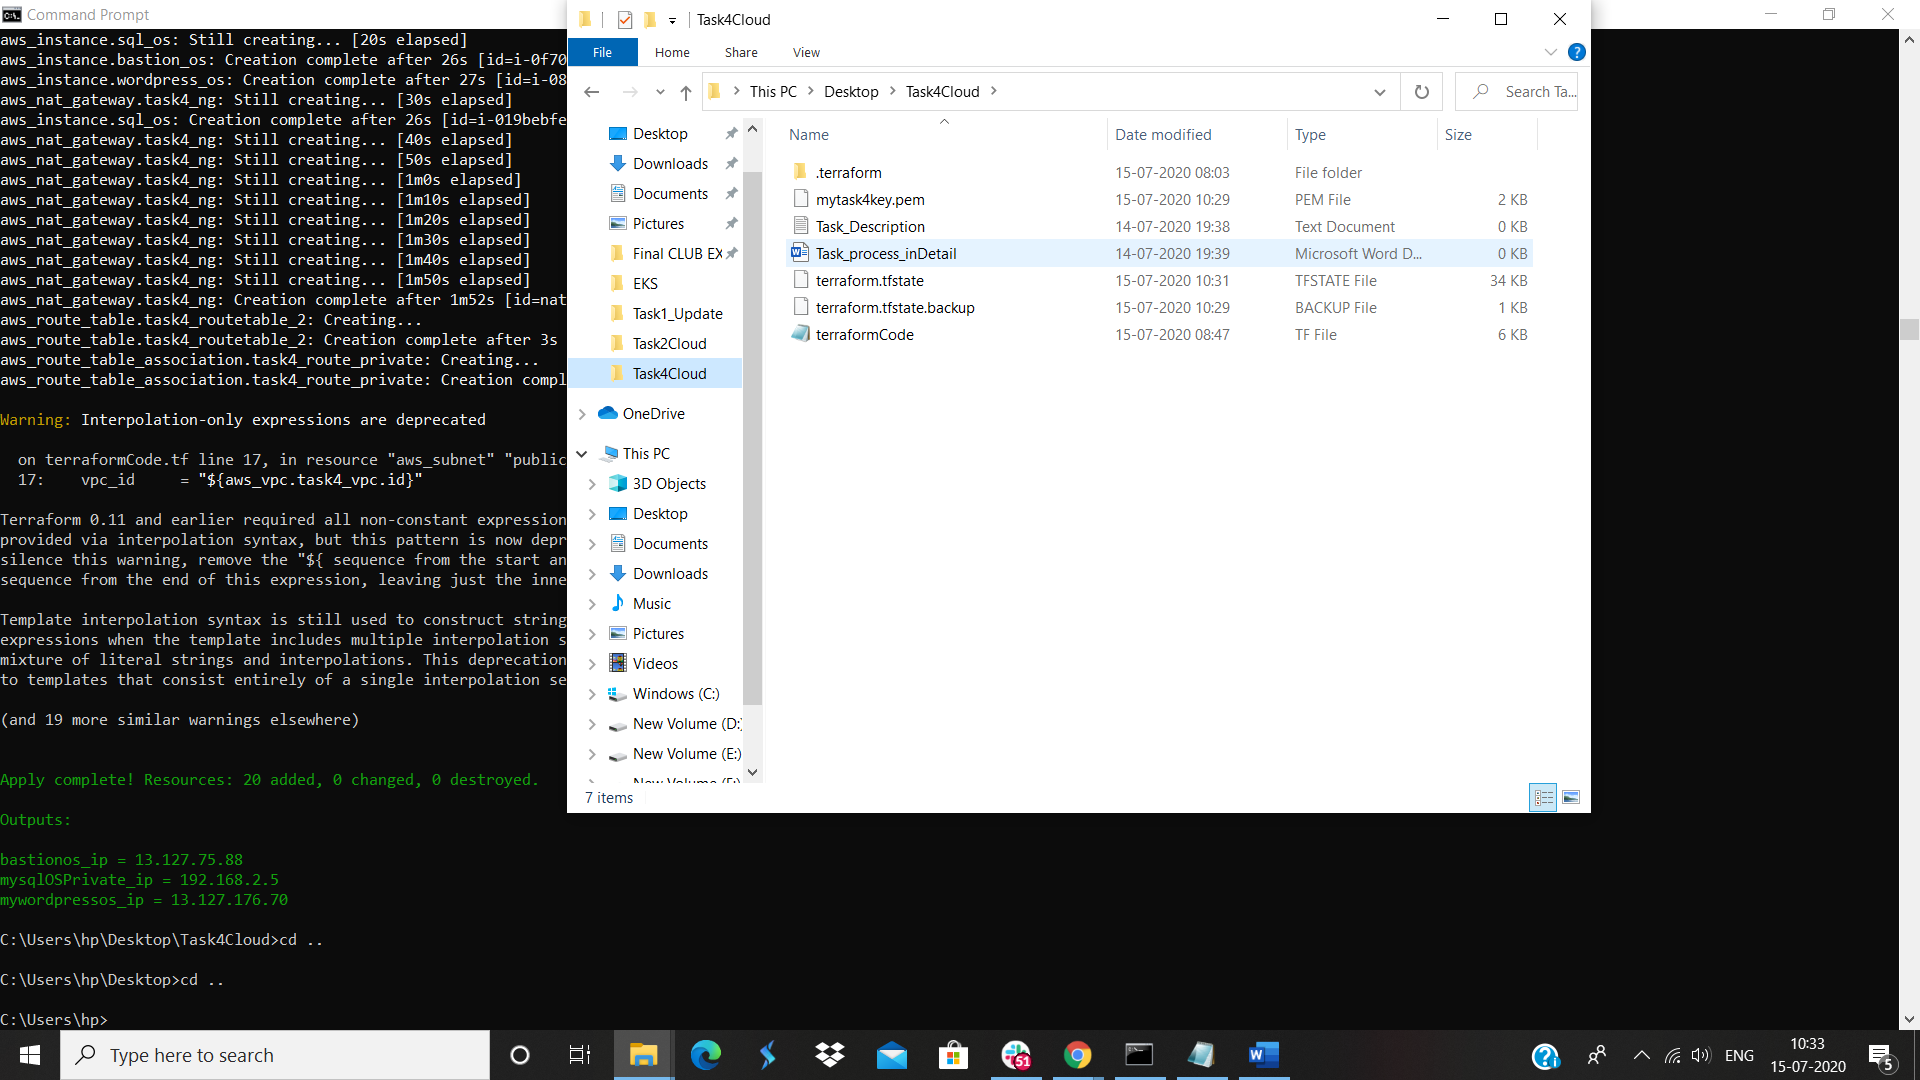 Command Prompt
aws_instance.sql_os: Still creating... [20s elapsed]
aws_instance.bastion_os: Creation complete after 26s [id=i-0f70
aws_instance.wordpress_os: Creation complete after 27s [id=i-08
aws_nat_gateway.task4_ng: Still creating... [30s elapsed]
aws_instance.sql_os: Creation complete after 26s [id=i-019bebfe
aws_nat_gateway.task4_ng: Still creating... [40s elapsed]
aws_nat_gateway.task4_ng: Still creating... [50s elapsed]
aws_nat_gateway.task4_ng: Still creating... [1m0s elapsed]
aws_nat_gateway.task4_ng: Still creating... [1m10s elapsed]
aws_nat_gateway.task4_ng: Still creating... [1m20s elapsed]
aws_nat_gateway.task4_ng: Still creating... [1m30s elapsed]
aws_nat_gateway.task4_ng: Still creating... [1m40s elapsed]
aws_nat_gateway.task4_ng: Still creating... [1m50s elapsed]
aws_nat_gateway.task4_ng: Creation complete after 1m52s [id=nat
aws_route_table.task4_routetable_2: Creating...
aws_route_table.task4_routetable_2: Creation complete after 3s
aws_route_table_association.task4_route_private: Creating...
aws_route_table_association.task4_route_private: Creation compl
Warning: Interpolation-only expressions are deprecated
on terraformCode.tf line 17, in resource "aws_subnet" "public
17: vpc_id = "${aws_vpc.task4_vpc.id}"
Terraform 0.11 and earlier required all non-constant expression
provided via interpolation syntax, but this pattern is now depr
silence this warning, remove the "${ sequence from the start an
sequence from the end of this expression, leaving just the inne
Template interpolation syntax is still used to construct string
expressions when the template includes multiple interpolation s
mixture of literal strings and interpolations. This deprecation
to templates that consist entirely of a single interpolation se
(and 19 more similar warnings elsewhere)
Apply complete! Resources: 20 added, 0 changed, 0 destroyed.
Outputs:
bastionos_ip = 13.127.75.88
mysqlOSPrivate_ip = 192.168.2.5
mywordpressos_ip = 13.127.176.70
C:\Users\hp\Desktop\Task4Cloud>cd ..
C:\Users\hp\Desktop>cd ..
C:\Users\hp>
Task4Cloud
File Home Share View
This PC Desktop Task4Cloud
Search Ta...
Desktop
Downloads
Documents
Pictures
Final CLUB EX
EKS
Task1_Update
Task2Cloud
Task4Cloud
OneDrive
This PC
3D Objects
Desktop
Documents
Downloads
Music
Pictures
Videos
Windows (C:)
New Volume (D:)
New Volume (E:)
Name Date modified Type Size
.terraform 15-07-2020 08:03 File folder
mytask4key.pem 15-07-2020 10:29 PEM File 2 KB
Task_Description 14-07-2020 19:38 Text Document 0 KB
Task_process_inDetail 14-07-2020 19:39 Microsoft Word D... 0 KB
terraform.tfstate 15-07-2020 10:31 TFSTATE File 34 KB
terraform.tfstate.backup 15-07-2020 10:29 BACKUP File 1 KB
terraformCode 15-07-2020 08:47 TF File 6 KB
7 items
Type here to search
51
ENG
10:33
15-07-2020
5